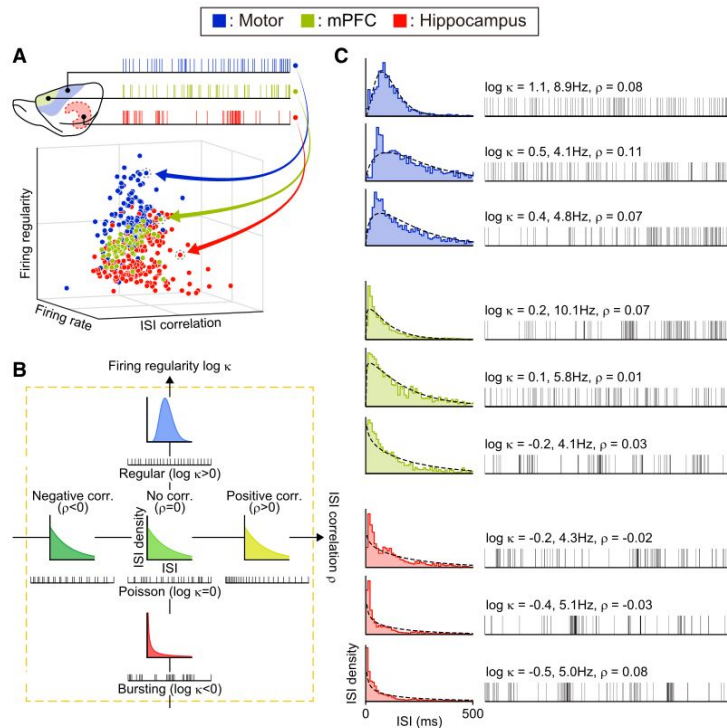 : Motor : mPFC : Hippocampus
A
Firing regularity
Firing rate
ISI correlation
B
Firing regularity log κ
Regular (log κ>0)
Negative corr.
(ρ<0)
No corr.
(ρ=0)
Positive corr.
(ρ>0)
ISI density
ISI
ISI correlation ρ
Poisson (log κ=0)
Bursting (log κ<0)
C
log κ = 1.1, 8.9Hz, ρ = 0.08
log κ = 0.5, 4.1Hz, ρ = 0.11
log κ = 0.4, 4.8Hz, ρ = 0.07
log κ = 0.2, 10.1Hz, ρ = 0.07
log κ = 0.1, 5.8Hz, ρ = 0.01
log κ = -0.2, 4.1Hz, ρ = 0.03
log κ = -0.2, 4.3Hz, ρ = -0.02
log κ = -0.4, 5.1Hz, ρ = -0.03
log κ = -0.5, 5.0Hz, ρ = 0.08
ISI density
0 500
ISI (ms)